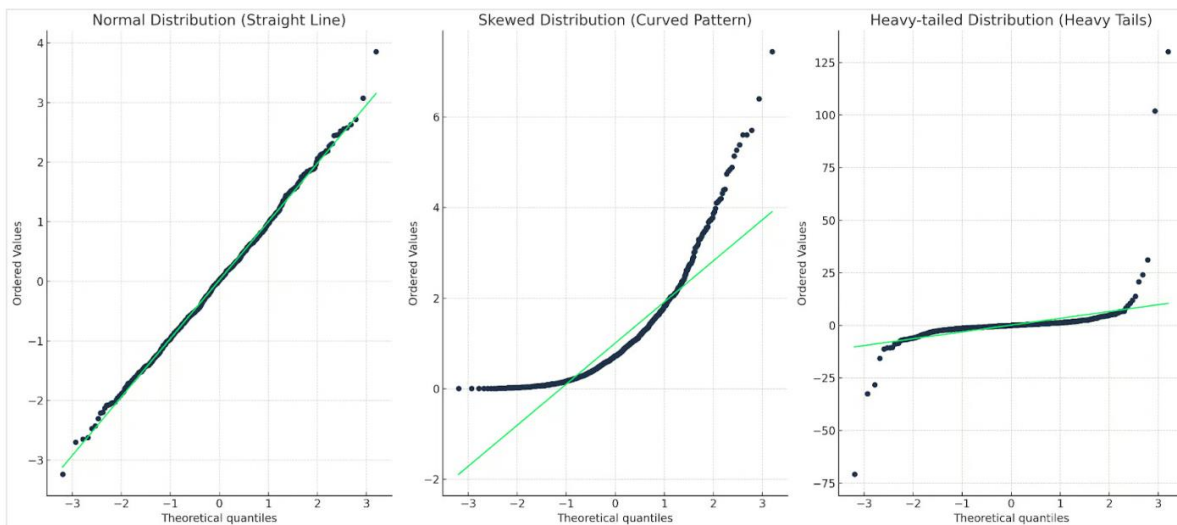 Normal Distribution (Straight Line)
4
3
2
1
0
−1
−2
−3
Ordered Values
−3 −2 −1 0 1 2 3
Theoretical quantiles
Skewed Distribution (Curved Pattern)
6
4
2
0
−2
Ordered Values
−3 −2 −1 0 1 2 3
Theoretical quantiles
Heavy-tailed Distribution (Heavy Tails)
125
100
75
50
25
0
−25
−50
−75
Ordered Values
−3 −2 −1 0 1 2 3
Theoretical quantiles